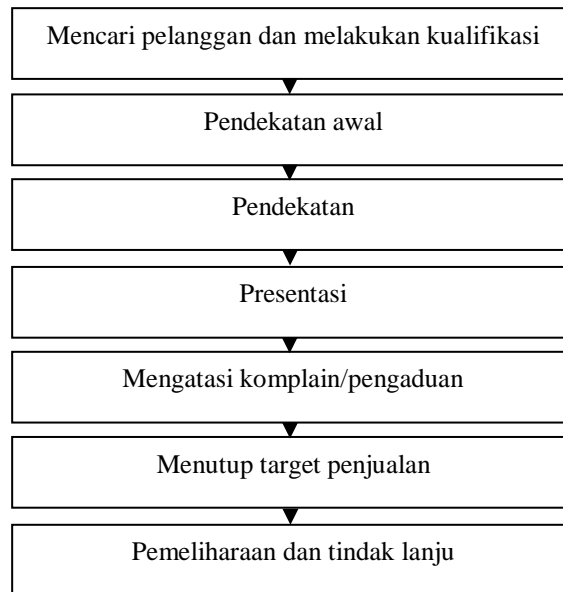 Mencari pelanggan dan melakukan kualifikasi
Pendekatan awal
Pendekatan
Presentasi
Mengatasi komplain/pengaduan
Menutup target penjualan
Pemeliharaan dan tindak lanju